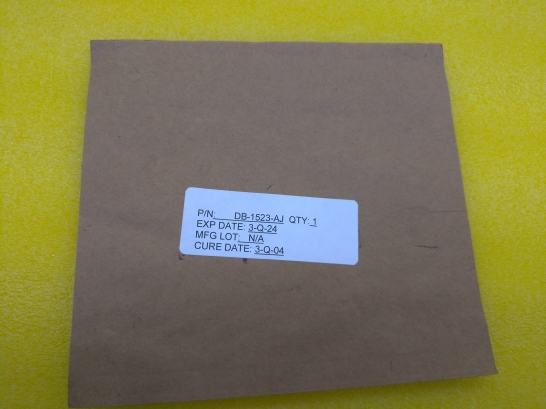 P/N: DB-1523-AJ QTY: 1
EXP DATE: 3-Q-24
MFG LOT: N/A
CURE DATE: 3-Q-04